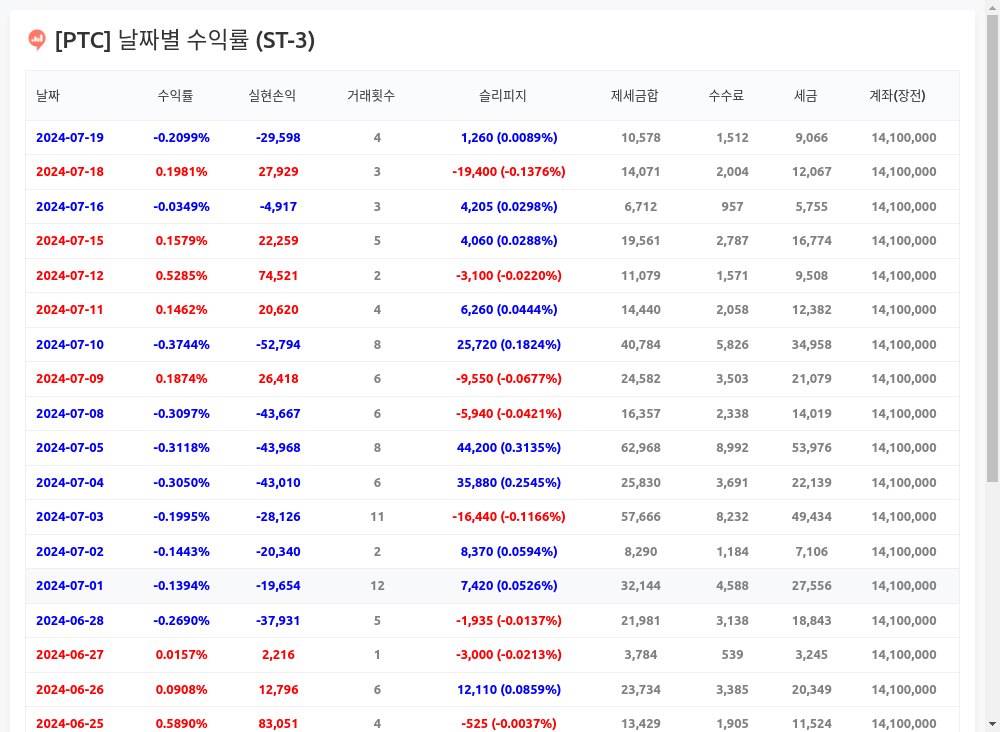 [PTC] 날짜별 수익률 (ST-3)
날짜 수익률 실현손익 거래횟수 슬리피지 제세금합 수수료 세금 계좌(장전)
2024-07-19 -0.2099% -29,598 4 1,260 (0.0089%) 10,578 1,512 9,066 14,100,000
2024-07-18 0.1981% 27,929 3 -19,400 (-0.1376%) 14,071 2,004 12,067 14,100,000
2024-07-16 -0.0349% -4,917 3 4,205 (0.0298%) 6,712 957 5,755 14,100,000
2024-07-15 0.1579% 22,259 5 4,060 (0.0288%) 19,561 2,787 16,774 14,100,000
2024-07-12 0.5285% 74,521 2 -3,100 (-0.0220%) 11,079 1,571 9,508 14,100,000
2024-07-11 0.1462% 20,620 4 6,260 (0.0444%) 14,440 2,058 12,382 14,100,000
2024-07-10 -0.3744% -52,794 8 25,720 (0.1824%) 40,784 5,826 34,958 14,100,000
2024-07-09 0.1874% 26,418 6 -9,550 (-0.0677%) 24,582 3,503 21,079 14,100,000
2024-07-08 -0.3097% -43,667 6 -5,940 (-0.0421%) 16,357 2,338 14,019 14,100,000
2024-07-05 -0.3118% -43,968 8 44,200 (0.3135%) 62,968 8,992 53,976 14,100,000
2024-07-04 -0.3050% -43,010 6 35,880 (0.2545%) 25,830 3,691 22,139 14,100,000
2024-07-03 -0.1995% -28,126 11 -16,440 (-0.1166%) 57,666 8,232 49,434 14,100,000
2024-07-02 -0.1443% -20,340 2 8,370 (0.0594%) 8,290 1,184 7,106 14,100,000
2024-07-01 -0.1394% -19,654 12 7,420 (0.0526%) 32,144 4,588 27,556 14,100,000
2024-06-28 -0.2690% -37,931 5 -1,935 (-0.0137%) 21,981 3,138 18,843 14,100,000
2024-06-27 0.0157% 2,216 1 -3,000 (-0.0213%) 3,784 539 3,245 14,100,000
2024-06-26 0.0908% 12,796 6 12,110 (0.0859%) 23,734 3,385 20,349 14,100,000
2024-06-25 0.5890% 83,051 4 -525 (-0.0037%) 13,429 1,905 11,524 14,100,000